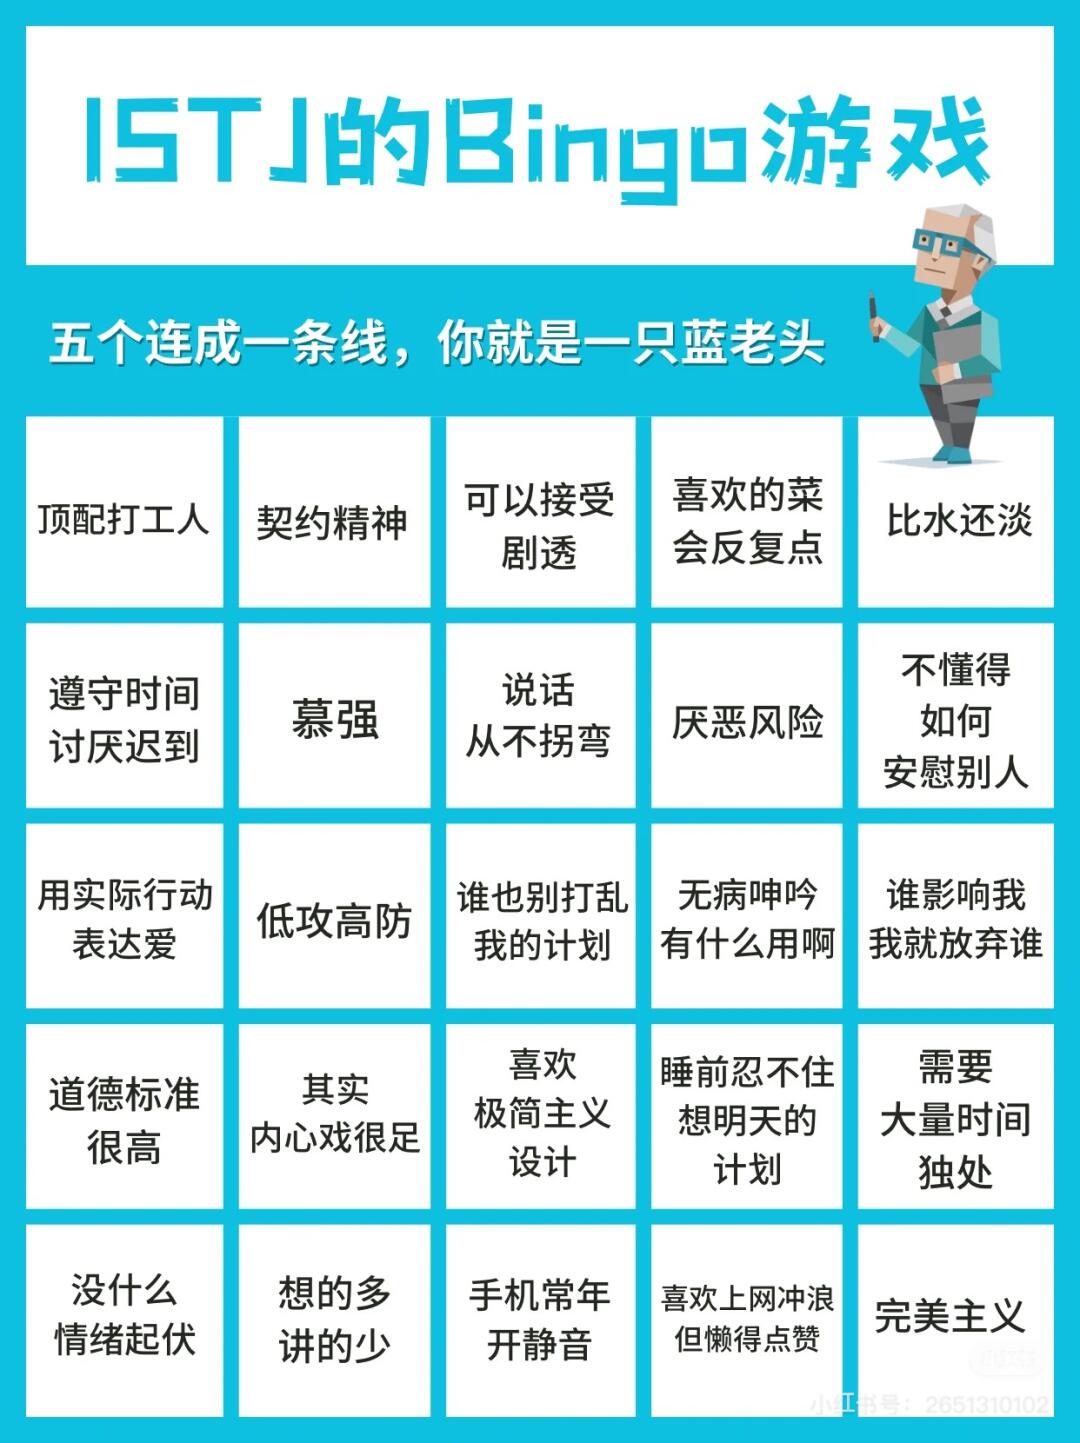 ISTJ的Bingo游戏
五个连成一条线，你就是一只蓝老头
顶配打工人
契约精神
可以接受
剧透
喜欢的菜
会反复点
比水还淡
遵守时间
讨厌迟到
慕强
说话
从不拐弯
厌恶风险
不懂得
如何
安慰别人
用实际行动
表达爱
低攻高防
谁也别打乱
我的计划
无病呻吟
有什么用啊
谁影响我
我就放弃谁
道德标准
很高
其实
内心戏很足
喜欢
极简主义
设计
睡前忍不住
想明天的
计划
需要
大量时间
独处
没什么
情绪起伏
想的多
讲的少
手机常年
开静音
喜欢上网冲浪
但懒得点赞
完美主义
小红书号：2651310102